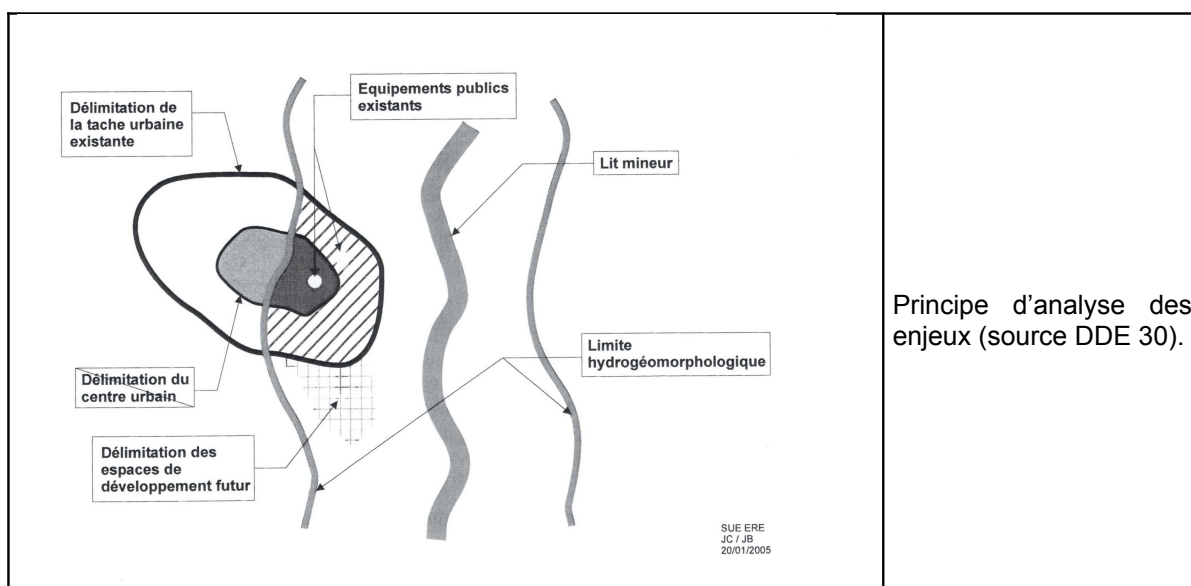 Délimitation de
la tache urbaine
existante
Equipements publics
existants
Lit mineur
Limite
hydrogéomorphologique
Délimitation du
centre urbain
Délimitation des
espaces de
développement futur
SUE ERE
JC / JB
20/01/2005
Principe d’analyse des
enjeux (source DDE 30).